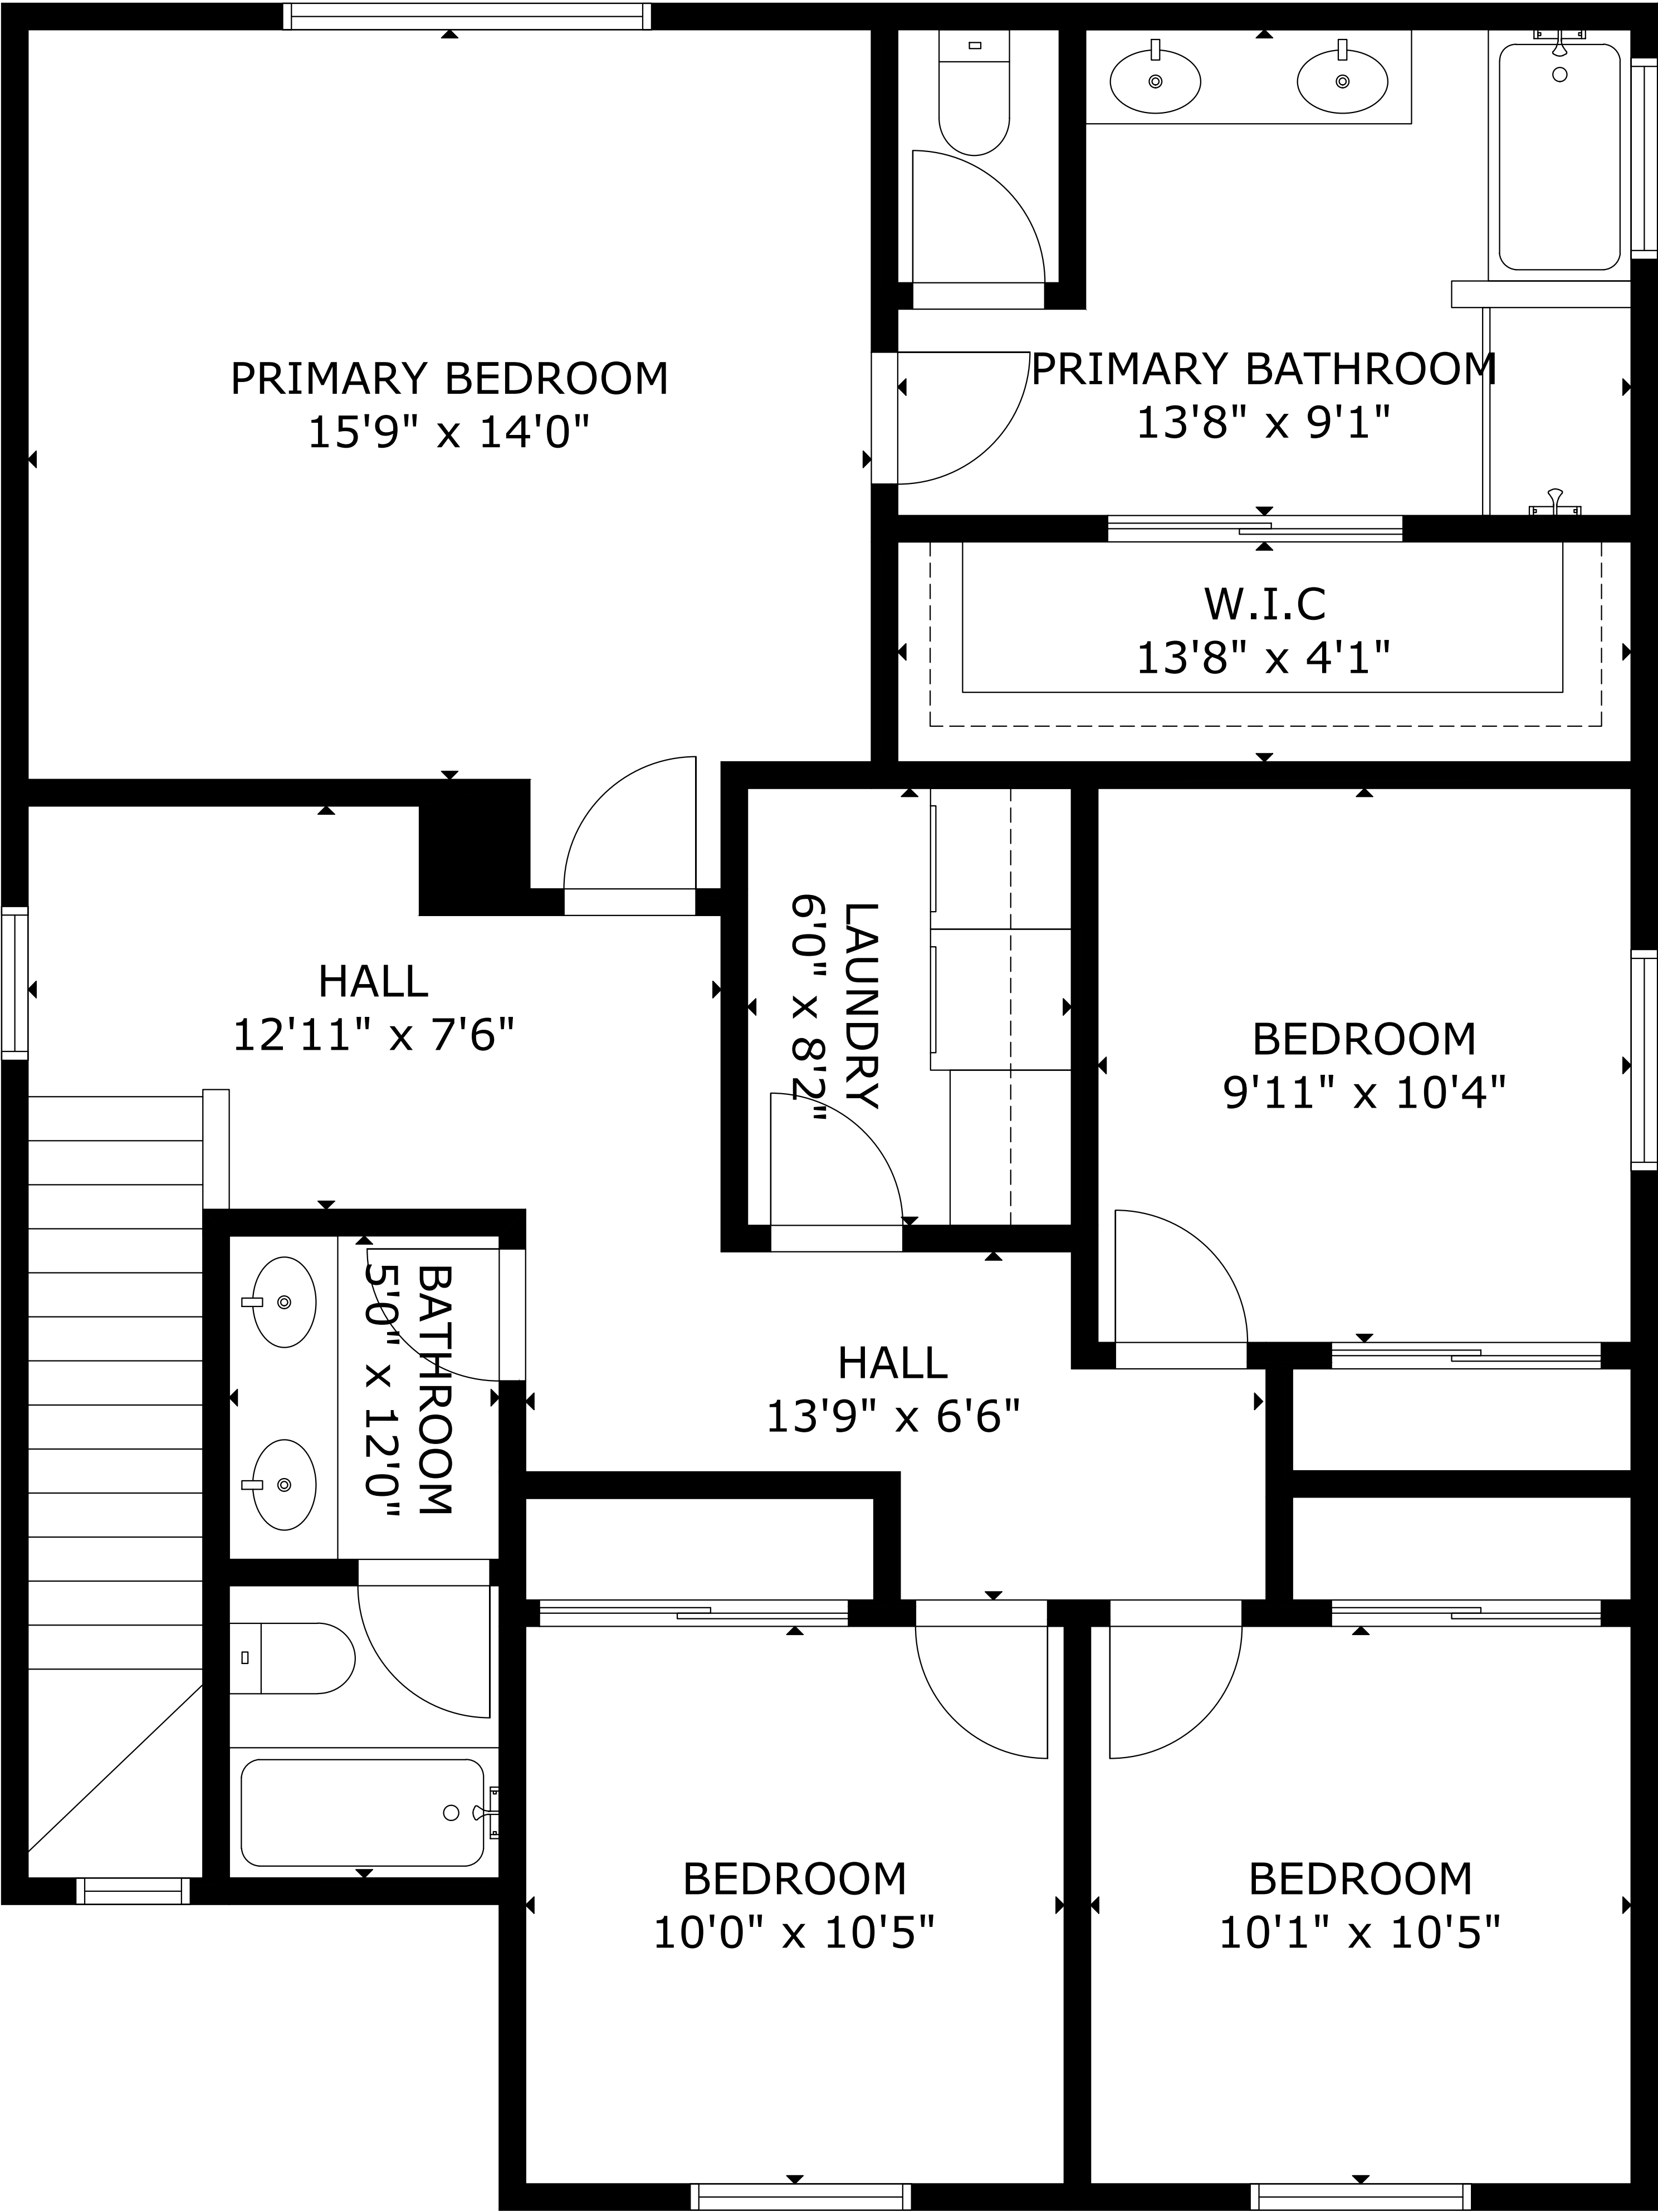 PRIMARY BEDROOM
15'9" x 14'0"
PRIMARY BATHROOM
13'8" x 9'1"
W.I.C
13'8" x 4'1"
HALL
12'11" x 7'6"
LAUNDRY
6'0" x 8'2"
BEDROOM
9'11" x 10'4"
BATHROOM
5'0" x 12'0"
HALL
13'9" x 6'6"
BEDROOM
10'0" x 10'5"
BEDROOM
10'1" x 10'5"